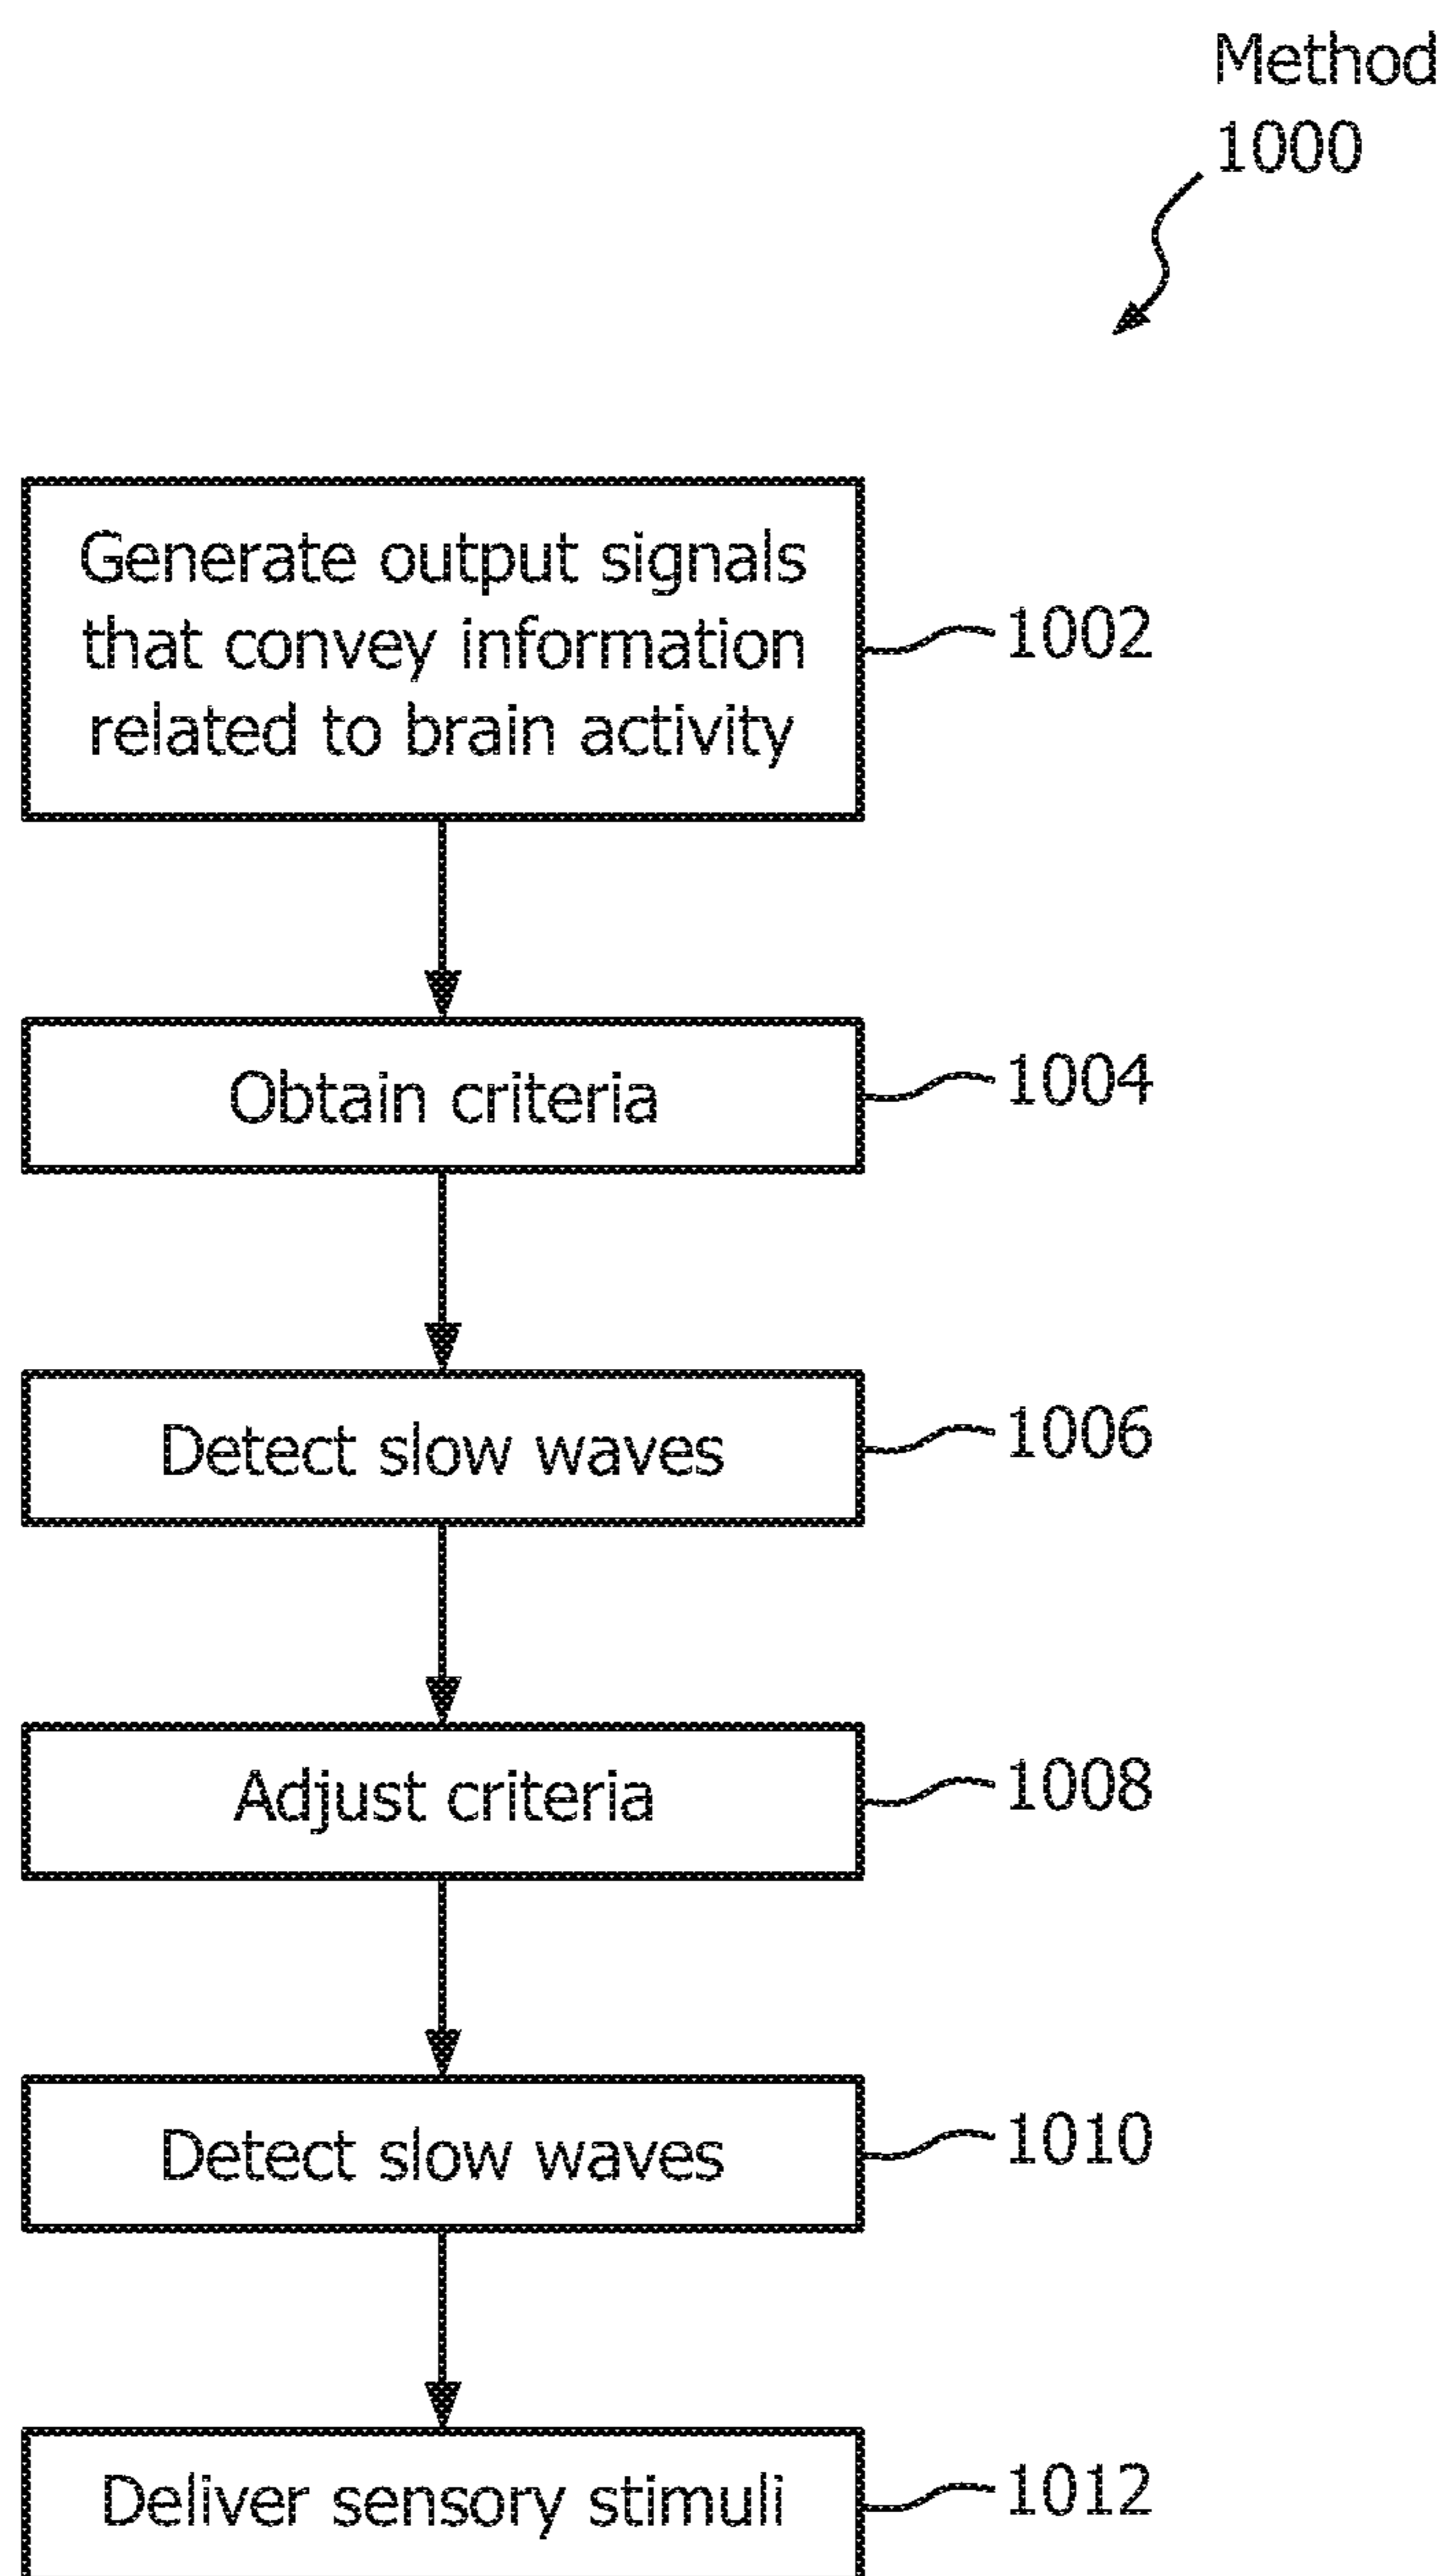 Method
1000
Generate output signals
that convey information
related to brain activity
1002
Obtain criteria
1004
Detect slow waves
1006
Adjust criteria
1008
Detect slow waves
1010
Deliver sensory stimuli
1012